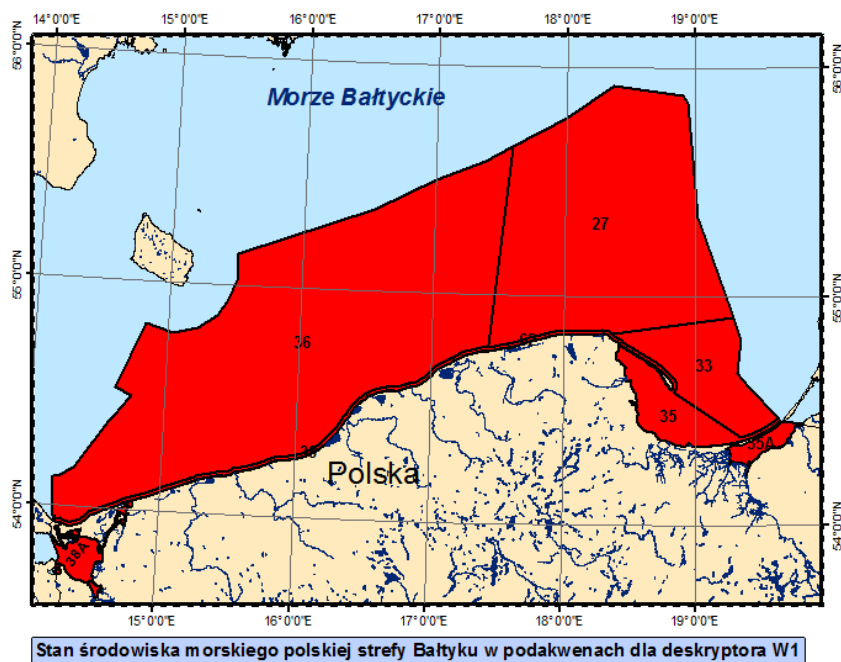 14°0'0"E 15°0'0"E 16°0'0"E 17°0'0"E 18°0'0"E 19°0'0"E
56°0'0"N 56°0'0"N
Morze Bałtyckie
27
55°0'0"N 55°0'0"N
36
33
35
35A
38
Polska
54°0'0"N 54°0'0"N
38A
15°0'0"E 16°0'0"E 17°0'0"E 18°0'0"E 19°0'0"E
Stan środowiska morskiego polskiej strefy Bałtyku w podakwenach dla deskryptora W1